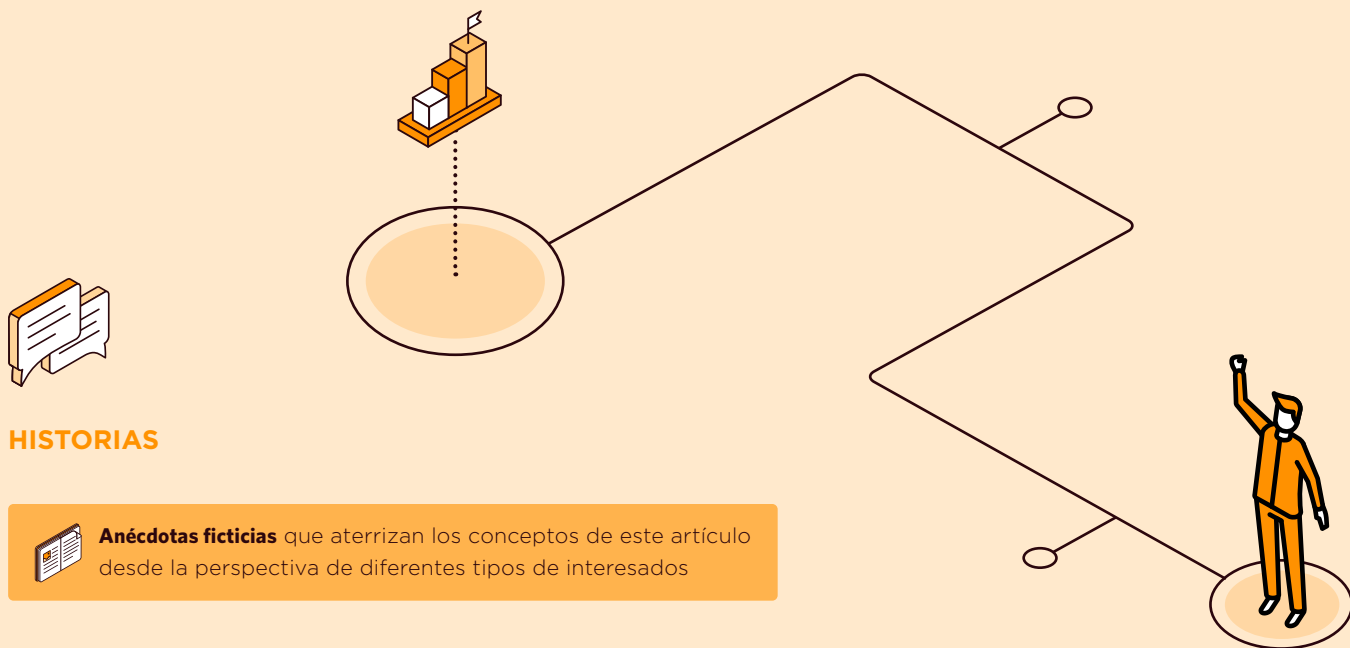 HISTORIAS
Anécdotas ficticias que aterrizan los conceptos de este artículo
desde la perspectiva de diferentes tipos de interesados